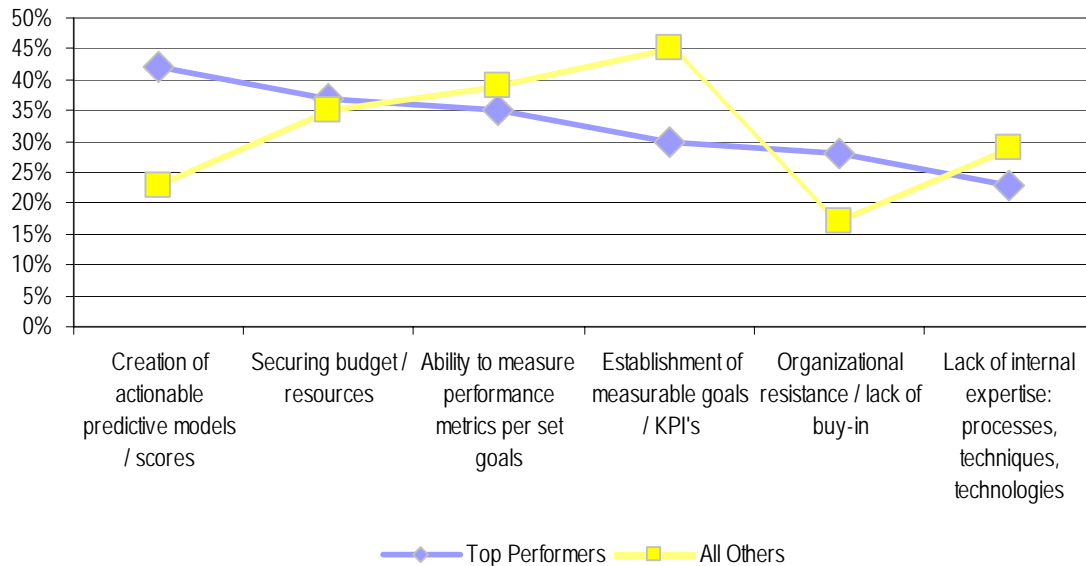 50%
45%
40%
35%
30%
25%
20%
15%
10%
5%
0%
Creation of
actionable
predictive models
/ scores
Securing budget /
resources
Ability to measure
performance
metrics per set
goals
Establishment of
measurable goals
/ KPI's
Organizational
resistance / lack of
buy-in
Lack of internal
expertise:
processes,
techniques,
technologies
Top Performers
All Others